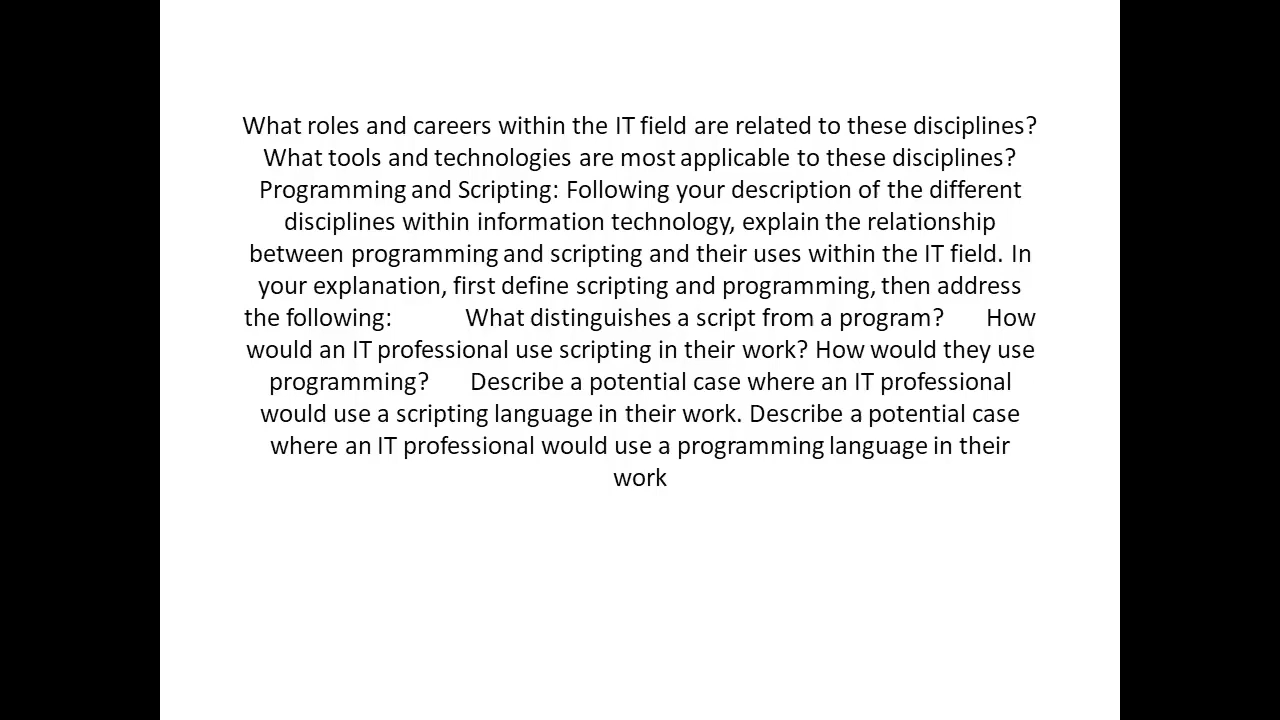 What roles and careers within the IT field are related to these disciplines?
What tools and technologies are most applicable to these disciplines?
Programming and Scripting: Following your description of the different
disciplines within information technology, explain the relationship
between programming and scripting and their uses within the IT field. In
your explanation, first define scripting and programming, then address
the following: What distinguishes a script from a program? How
would an IT professional use scripting in their work? How would they use
programming? Describe a potential case where an IT professional
would use a scripting language in their work. Describe a potential case
where an IT professional would use a programming language in their
work